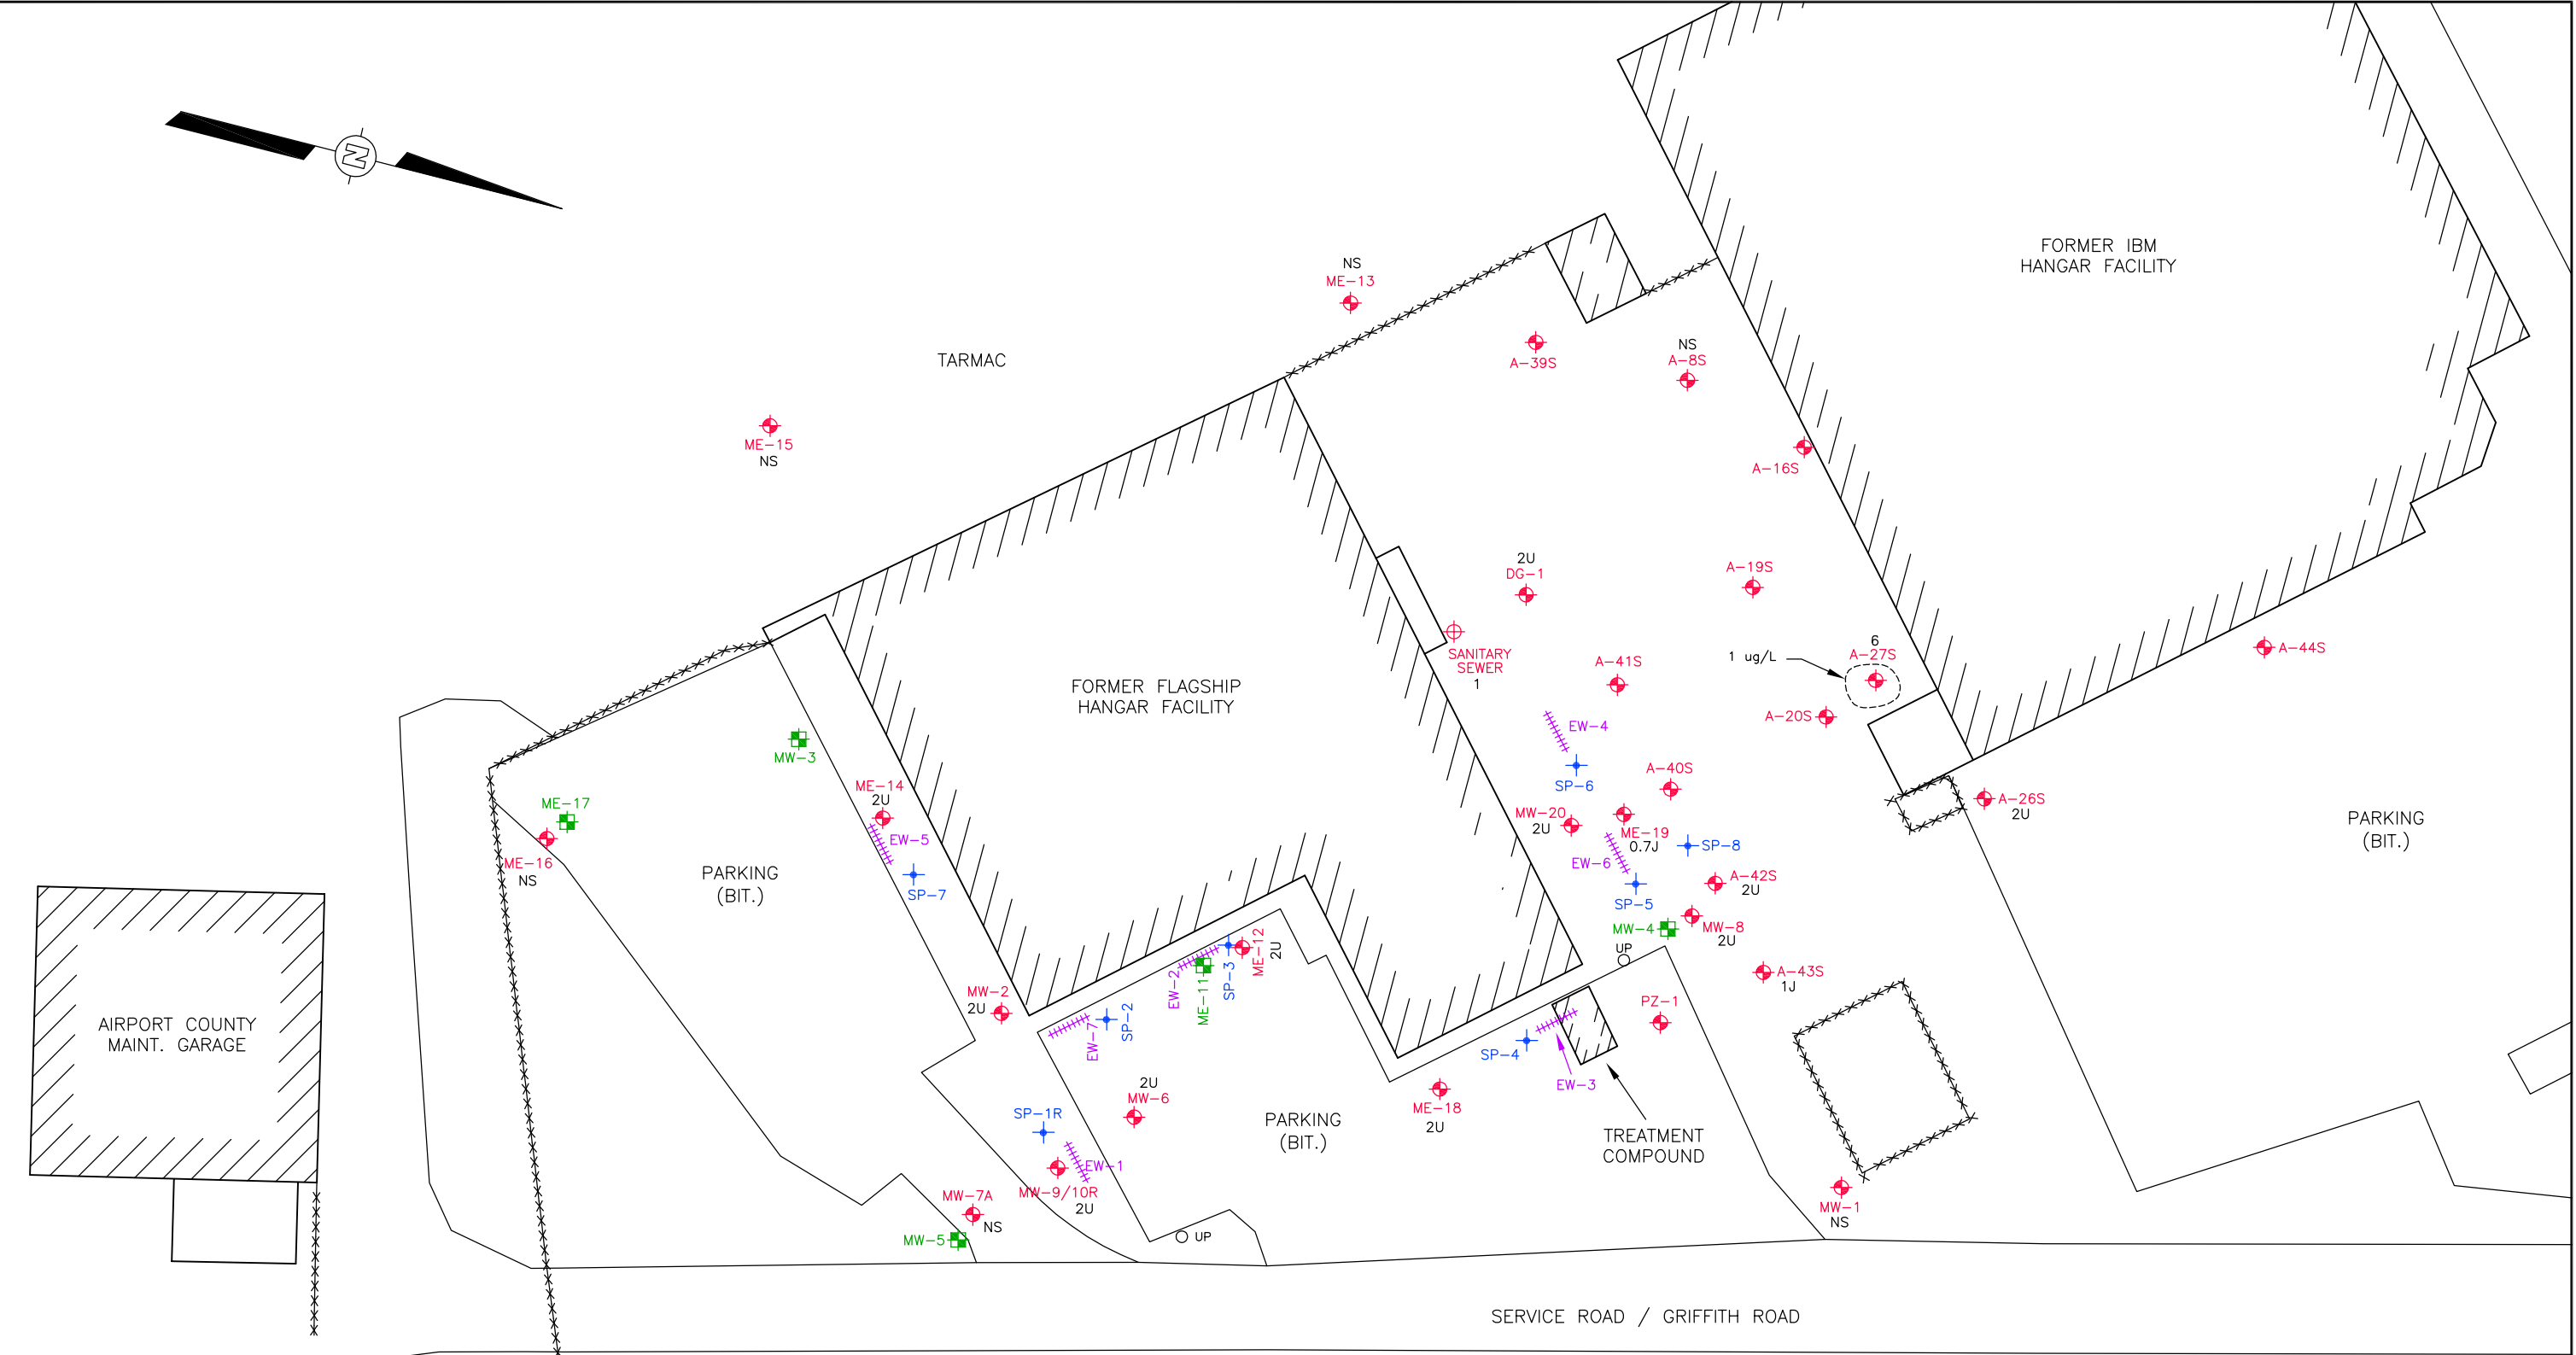 N
FORMER IBM
HANGAR FACILITY
NS
ME-13
TARMAC
A-39S
NS
A-8S
ME-15
NS
A-16S
2U
DG-1
A-19S
SANITARY
SEWER
1
A-41S
1 ug/L
6
A-27S
A-44S
FORMER FLAGSHIP
HANGAR FACILITY
EW-4
A-20S
MW-3
SP-6
A-40S
ME-14
2U
A-26S
2U
PARKING
(BIT.)
ME-17
MW-20
2U
ME-19
0.7J
SP-8
EW-5
EW-6
ME-16
NS
PARKING
(BIT.)
SP-7
SP-5
A-42S
2U
MW-4
MW-8
2U
UP
ME-12
2U
SP-3
EW-2
ME-11
A-43S
1J
MW-2
2U
PZ-1
SP-2
EW-7
AIRPORT COUNTY
MAINT. GARAGE
SP-4
EW-3
2U
MW-6
ME-18
2U
SP-1R
PARKING
(BIT.)
TREATMENT
COMPOUND
EW-1
MW-9/10R
2U
MW-7A
NS
MW-5
UP
MW-1
NS
SERVICE ROAD / GRIFFITH ROAD